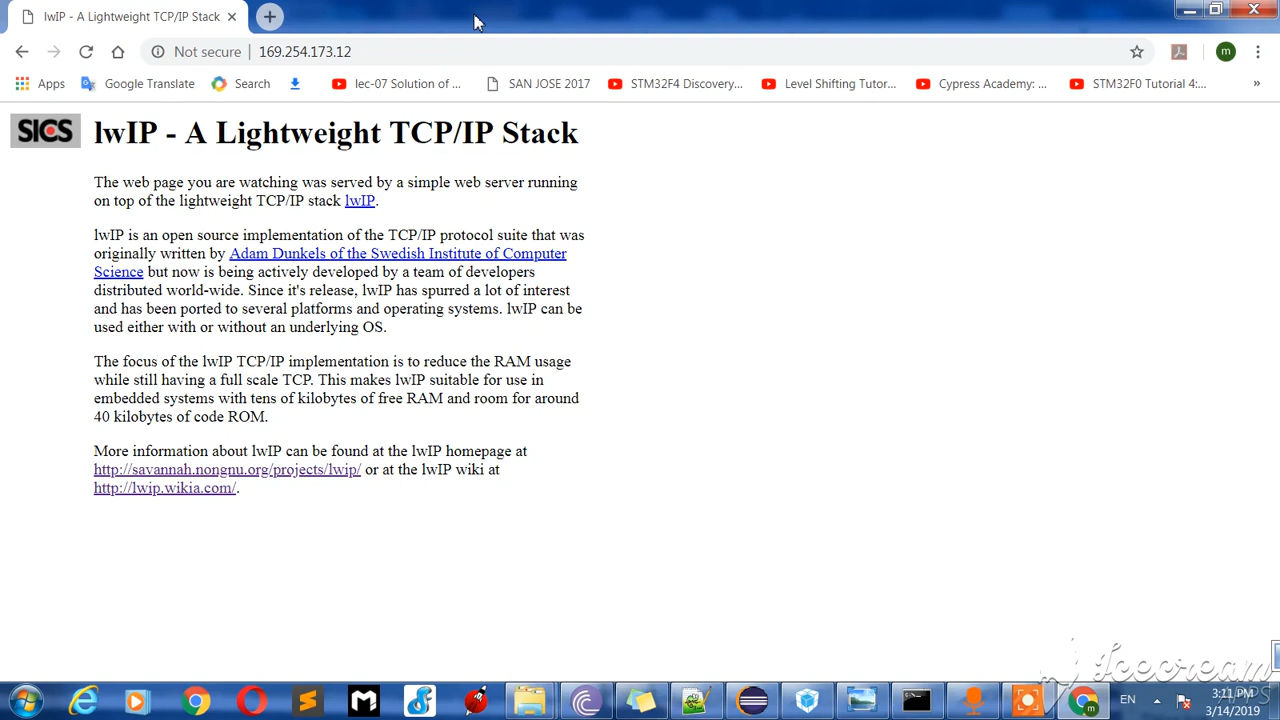 lwIP - A Lightweight TCP/IP Stack
Not secure
169.254.173.12
m
Apps
Google Translate
Search
lec-07 Solution of ...
SAN JOSE 2017
STM32F4 Discovery...
Level Shifting Tutor...
Cypress Academy: ...
STM32F0 Tutorial 4:...
»
SICS
lwIP - A Lightweight TCP/IP Stack
The web page you are watching was served by a simple web server running
on top of the lightweight TCP/IP stack lwIP.
lwIP is an open source implementation of the TCP/IP protocol suite that was
originally written by Adam Dunkels of the Swedish Institute of Computer
Science but now is being actively developed by a team of developers
distributed world-wide. Since it's release, lwIP has spurred a lot of interest
and has been ported to several platforms and operating systems. lwIP can be
used either with or without an underlying OS.
The focus of the lwIP TCP/IP implementation is to reduce the RAM usage
while still having a full scale TCP. This makes lwIP suitable for use in
embedded systems with tens of kilobytes of free RAM and room for around
40 kilobytes of code ROM.
More information about lwIP can be found at the lwIP homepage at
http://savannah.nongnu.org/projects/lwip/ or at the lwIP wiki at
http://lwip.wikia.com/.
Icecream
APPS
EN
3:11 PM
3/14/2019